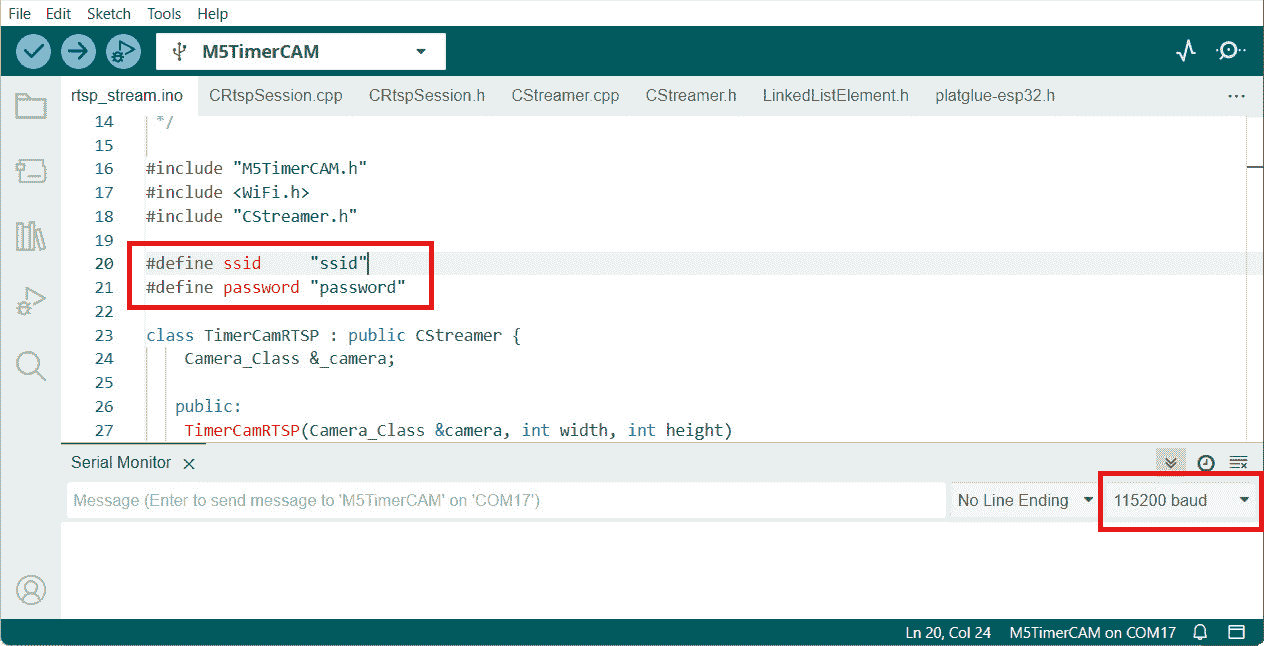 File Edit Sketch Tools Help
M5TimerCAM
rtsp_stream.ino CRtspSession.cpp CRtspSession.h CStreamer.cpp CStreamer.h LinkedListElement.h platglue-esp32.h ...
14 */
15
16 #include "M5TimerCAM.h"
17 #include <WiFi.h>
18 #include "CStreamer.h"
19
20 #define ssid     "ssid"
21 #define password "password"
22
23 class TimerCamRTSP : public CStreamer {
24     Camera_Class &_camera;
25
26    public:
27     TimerCamRTSP(Camera_Class &camera, int width, int height)
Serial Monitor
Message (Enter to send message to 'M5TimerCAM' on 'COM17') No Line Ending 115200 baud
Ln 20, Col 24 M5TimerCAM on COM17